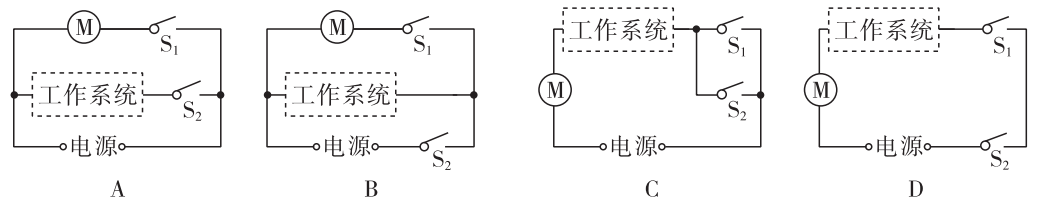 M S₁
工作系统 S₂
电源
A
M S₁
工作系统
电源 S₂
B
工作系统 S₁
M S₂
电源
C
工作系统 S₁
M
电源 S₂
D